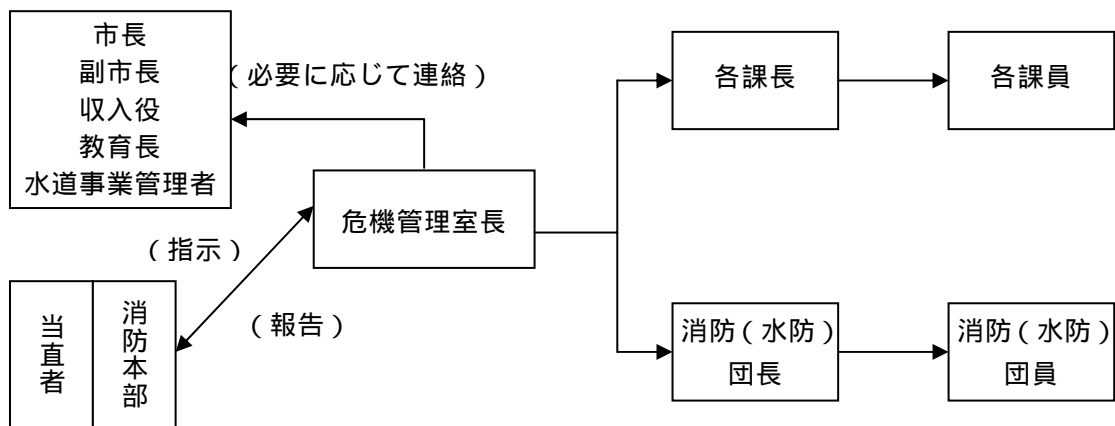 市長
副市長
収入役
教育長
水道事業管理者
（必要に応じて連絡）
各課長
各課員
危機管理室長
（指示）
（報告）
当直者
消防本部
消防（水防）
団長
消防（水防）
団員